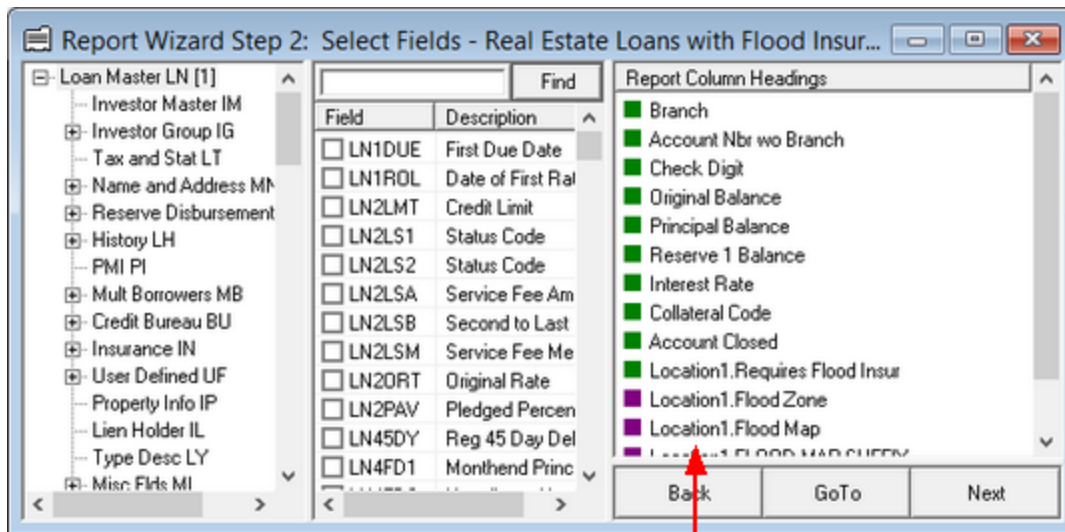 Report Wizard Step 2: Select Fields - Real Estate Loans with Flood Insur...
Loan Master LN [1]
Investor Master IM
Investor Group IG
Tax and Stat LT
Name and Address MN
Reserve Disbursement
History LH
PMI PI
Mult Borrowers MB
Credit Bureau BU
Insurance IN
User Defined UF
Property Info IP
Lien Holder IL
Type Desc LY
Misc Flds MI
Find
Field Description
LN1DUE First Due Date
LN1ROL Date of First Rat
LN2LMT Credit Limit
LN2LS1 Status Code
LN2LS2 Status Code
LN2LSA Service Fee Am
LN2LSB Second to Last
LN2LSM Service Fee Me
LN2ORT Original Rate
LN2PAV Pledged Percen
LN45DY Reg 45 Day Del
LN4FD1 Monthend Princ
Report Column Headings
Branch
Account Nbr wo Branch
Check Digit
Original Balance
Principal Balance
Reserve 1 Balance
Interest Rate
Collateral Code
Account Closed
Location1.Requires Flood Insur
Location1.Flood Zone
Location1.Flood Map
Back GoTo Next